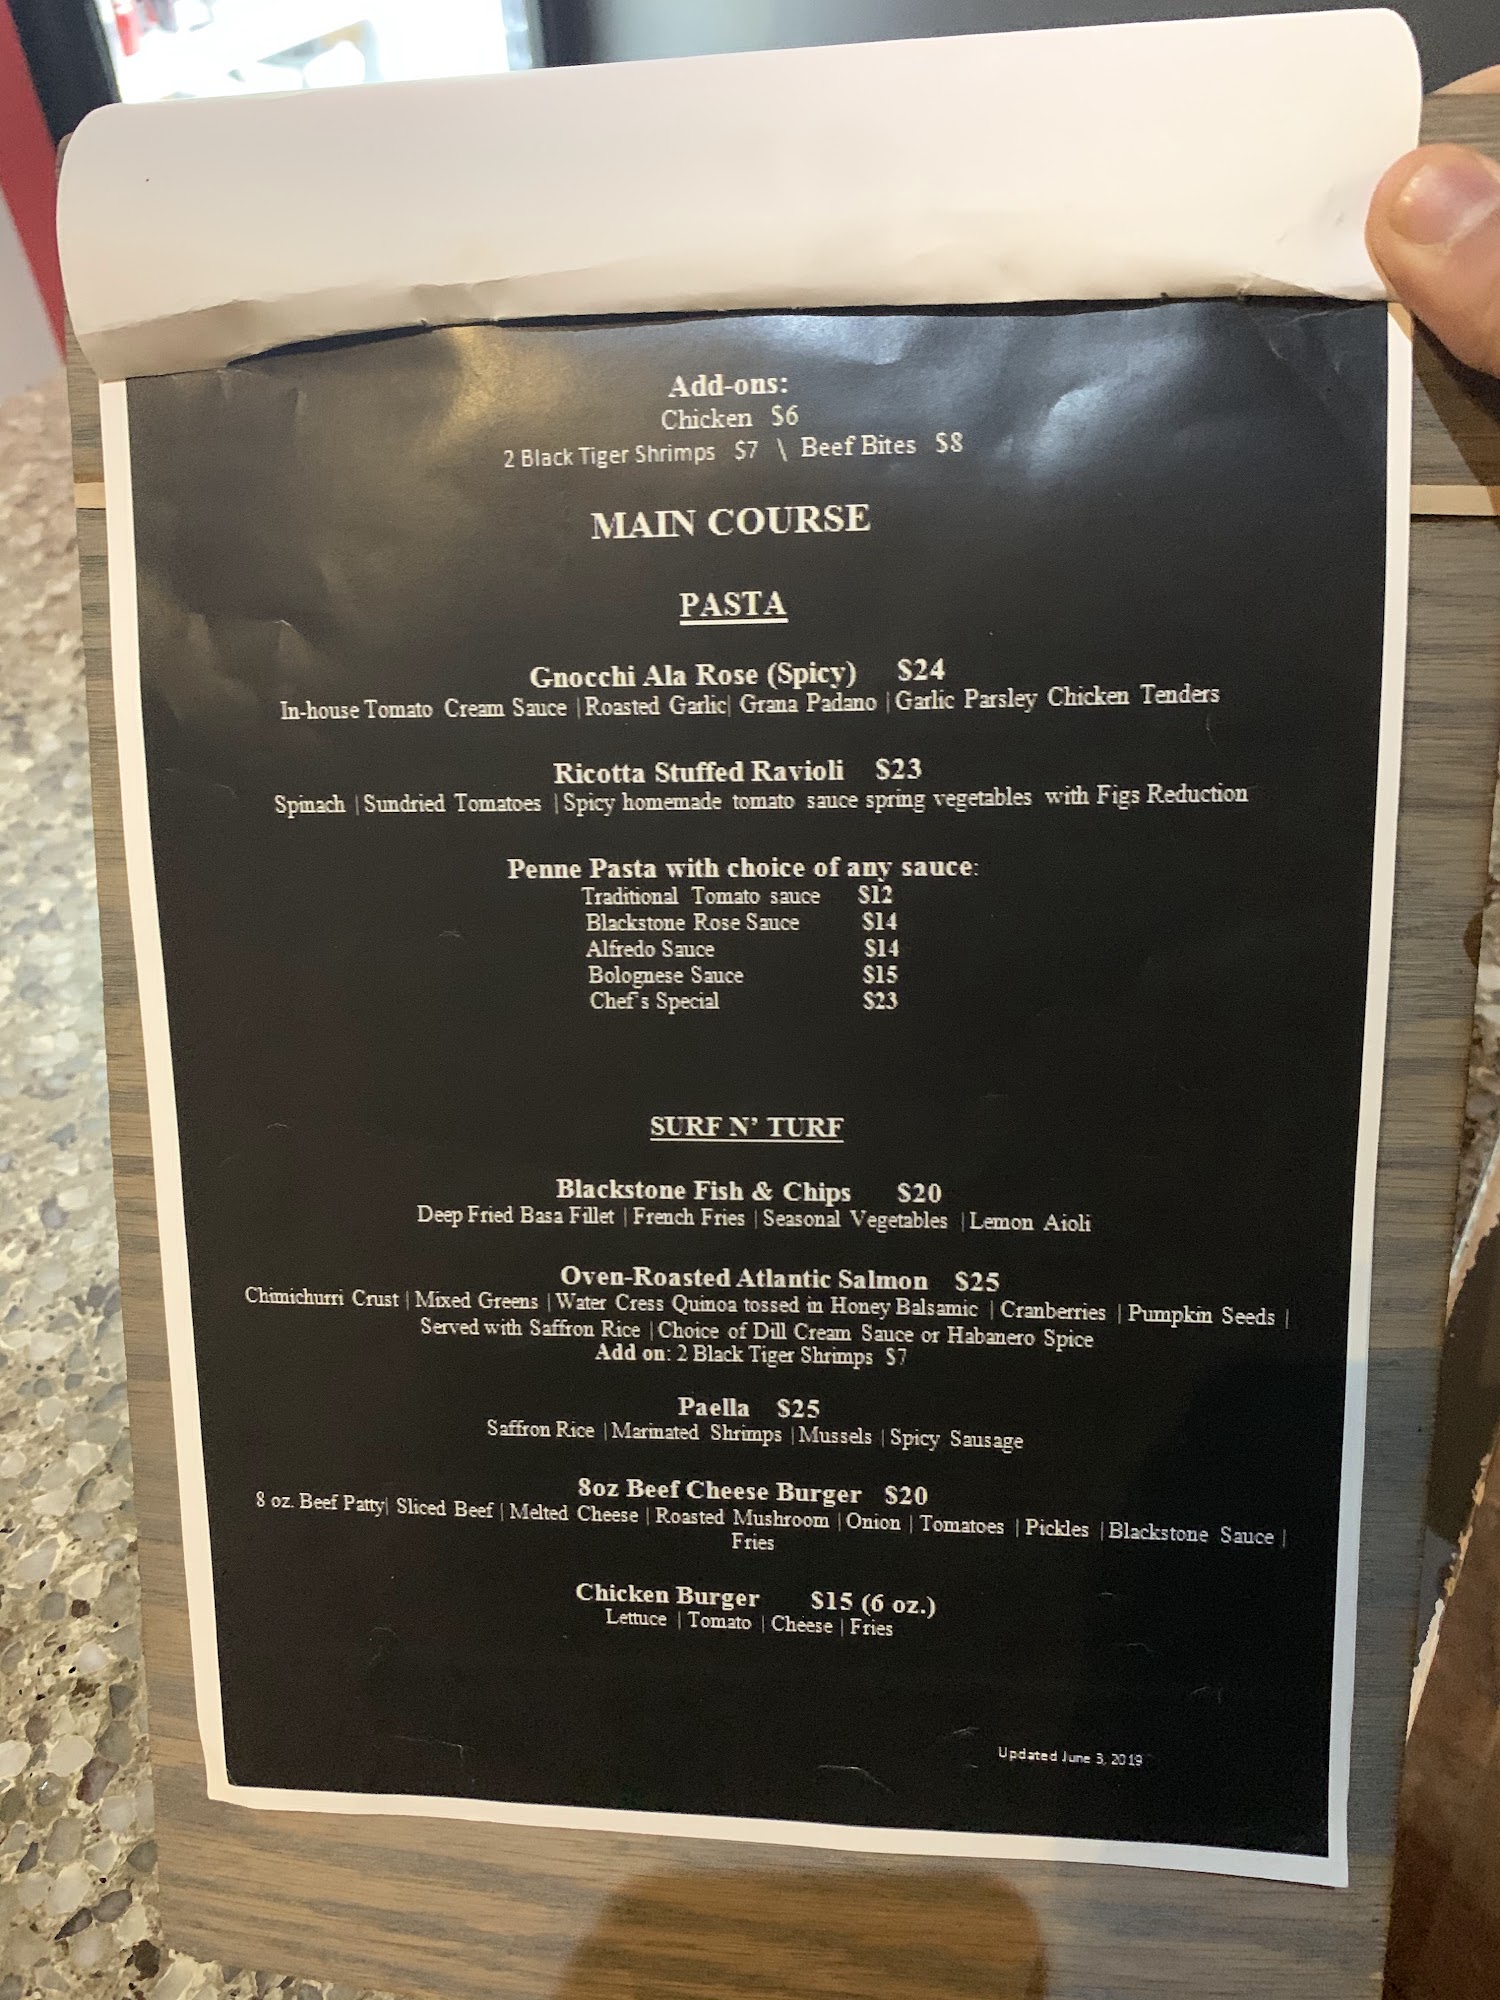 Add-ons:
Chicken $6
2 Black Tiger Shrimps $7 \ Beef Bites $8
MAIN COURSE
PASTA
Gnocchi Ala Rose (Spicy) $24
In-house Tomato Cream Sauce | Roasted Garlic| Grana Padano | Garlic Parsley Chicken Tenders
Ricotta Stuffed Ravioli $23
Spinach | Sundried Tomatoes | Spicy homemade tomato sauce spring vegetables with Figs Reduction
Penne Pasta with choice of any sauce:
Traditional Tomato sauce $12
Blackstone Rose Sauce $14
Alfredo Sauce $14
Bolognese Sauce $15
Chef's Special $23
SURF N' TURF
Blackstone Fish & Chips $20
Deep Fried Basa Fillet | French Fries | Seasonal Vegetables | Lemon Aioli
Oven-Roasted Atlantic Salmon $25
Chimichurri Crust | Mixed Greens | Water Cress Quinoa tossed in Honey Balsamic | Cranberries | Pumpkin Seeds |
Served with Saffron Rice | Choice of Dill Cream Sauce or Habanero Spice
Add on: 2 Black Tiger Shrimps $7
Paella $25
Saffron Rice | Marinated Shrimps | Mussels | Spicy Sausage
8oz Beef Cheese Burger $20
8 oz. Beef Patty| Sliced Beef | Melted Cheese | Roasted Mushroom | Onion | Tomatoes | Pickles | Blackstone Sauce |
Fries
Chicken Burger $15 (6 oz.)
Lettuce | Tomato | Cheese | Fries
Updated June 3, 2019